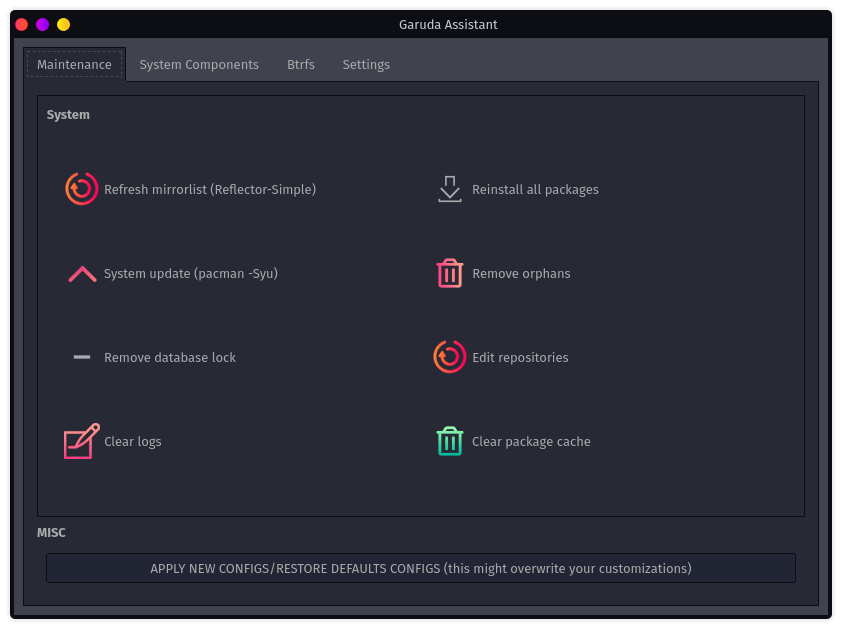 Garuda Assistant
Maintenance
System Components
Btrfs
Settings
System
Refresh mirrorlist (Reflector-Simple)
Reinstall all packages
System update (pacman -Syu)
Remove orphans
Remove database lock
Edit repositories
Clear logs
Clear package cache
MISC
APPLY NEW CONFIGS/RESTORE DEFAULTS CONFIGS (this might overwrite your customizations)